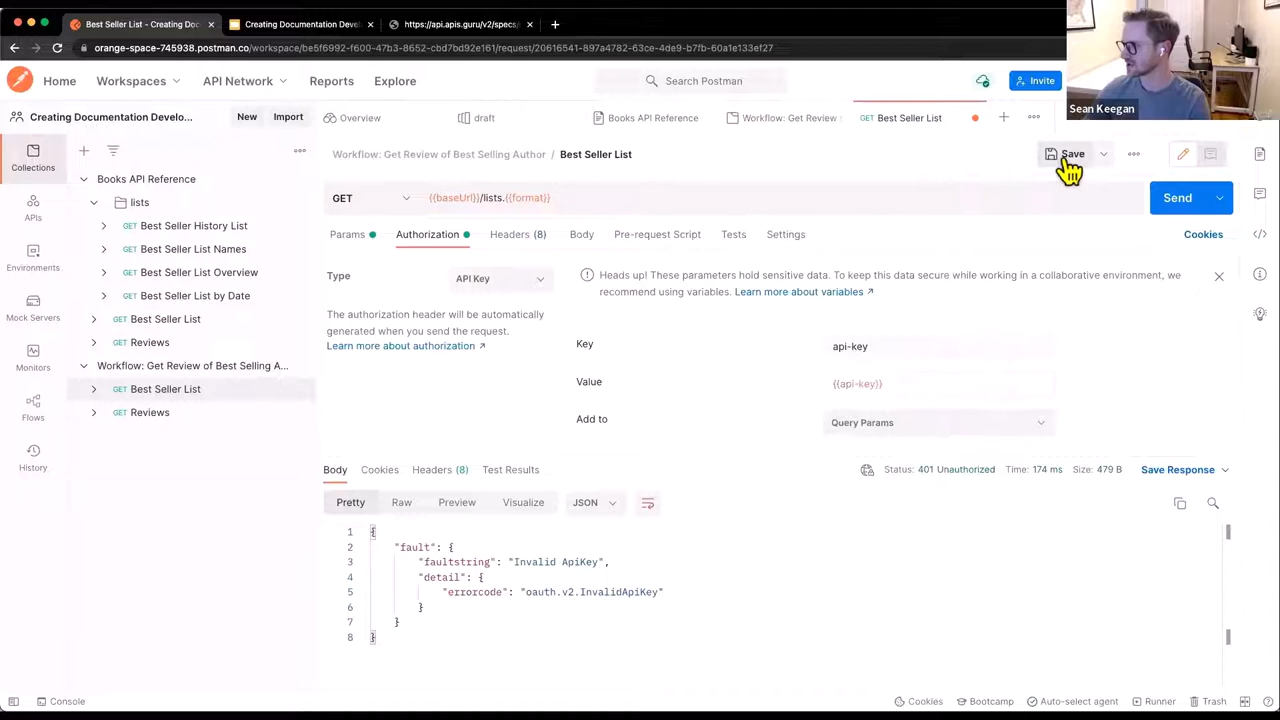 Best Seller List - Creating Doc
Creating Documentation Devel
https://api.apis.guru/v2/specs/
orange-space-745938.postman.co/workspace/be5f6992-f600-47b3-8652-cbd7bd92e161/request/20616541-897a4782-63ce-4de9-b7fb-60a1e133ef27
Sean Keegan
Home
Workspaces
API Network
Reports
Explore
Search Postman
Invite
Creating Documentation Develo...
New
Import
Overview
draft
Books API Reference
Workflow: Get Review
Best Seller List
Collections
APIs
Environments
Mock Servers
Monitors
Flows
History
Books API Reference
lists
GET Best Seller History List
GET Best Seller List Names
GET Best Seller List Overview
GET Best Seller List by Date
GET Best Seller List
GET Reviews
Workflow: Get Review of Best Selling A...
GET Best Seller List
GET Reviews
Workflow: Get Review of Best Selling Author / Best Seller List
Save
GET
{{baseUrl}}/lists.{{format}}
Send
Params
Authorization
Headers (8)
Body
Pre-request Script
Tests
Settings
Cookies
Type
API Key
Heads up! These parameters hold sensitive data. To keep this data secure while working in a collaborative environment, we
recommend using variables. Learn more about variables ↗
The authorization header will be automatically
generated when you send the request.
Learn more about authorization ↗
Key
api-key
Value
{{api-key}}
Add to
Query Params
Body
Cookies
Headers (8)
Test Results
Status: 401 Unauthorized
Time: 174 ms
Size: 479 B
Save Response
Pretty
Raw
Preview
Visualize
JSON
1 {
2 "fault": {
3 "faultstring": "Invalid ApiKey",
4 "detail": {
5 "errorcode": "oauth.v2.InvalidApiKey"
6 }
7 }
8 }
Console
Cookies
Bootcamp
Auto-select agent
Runner
Trash